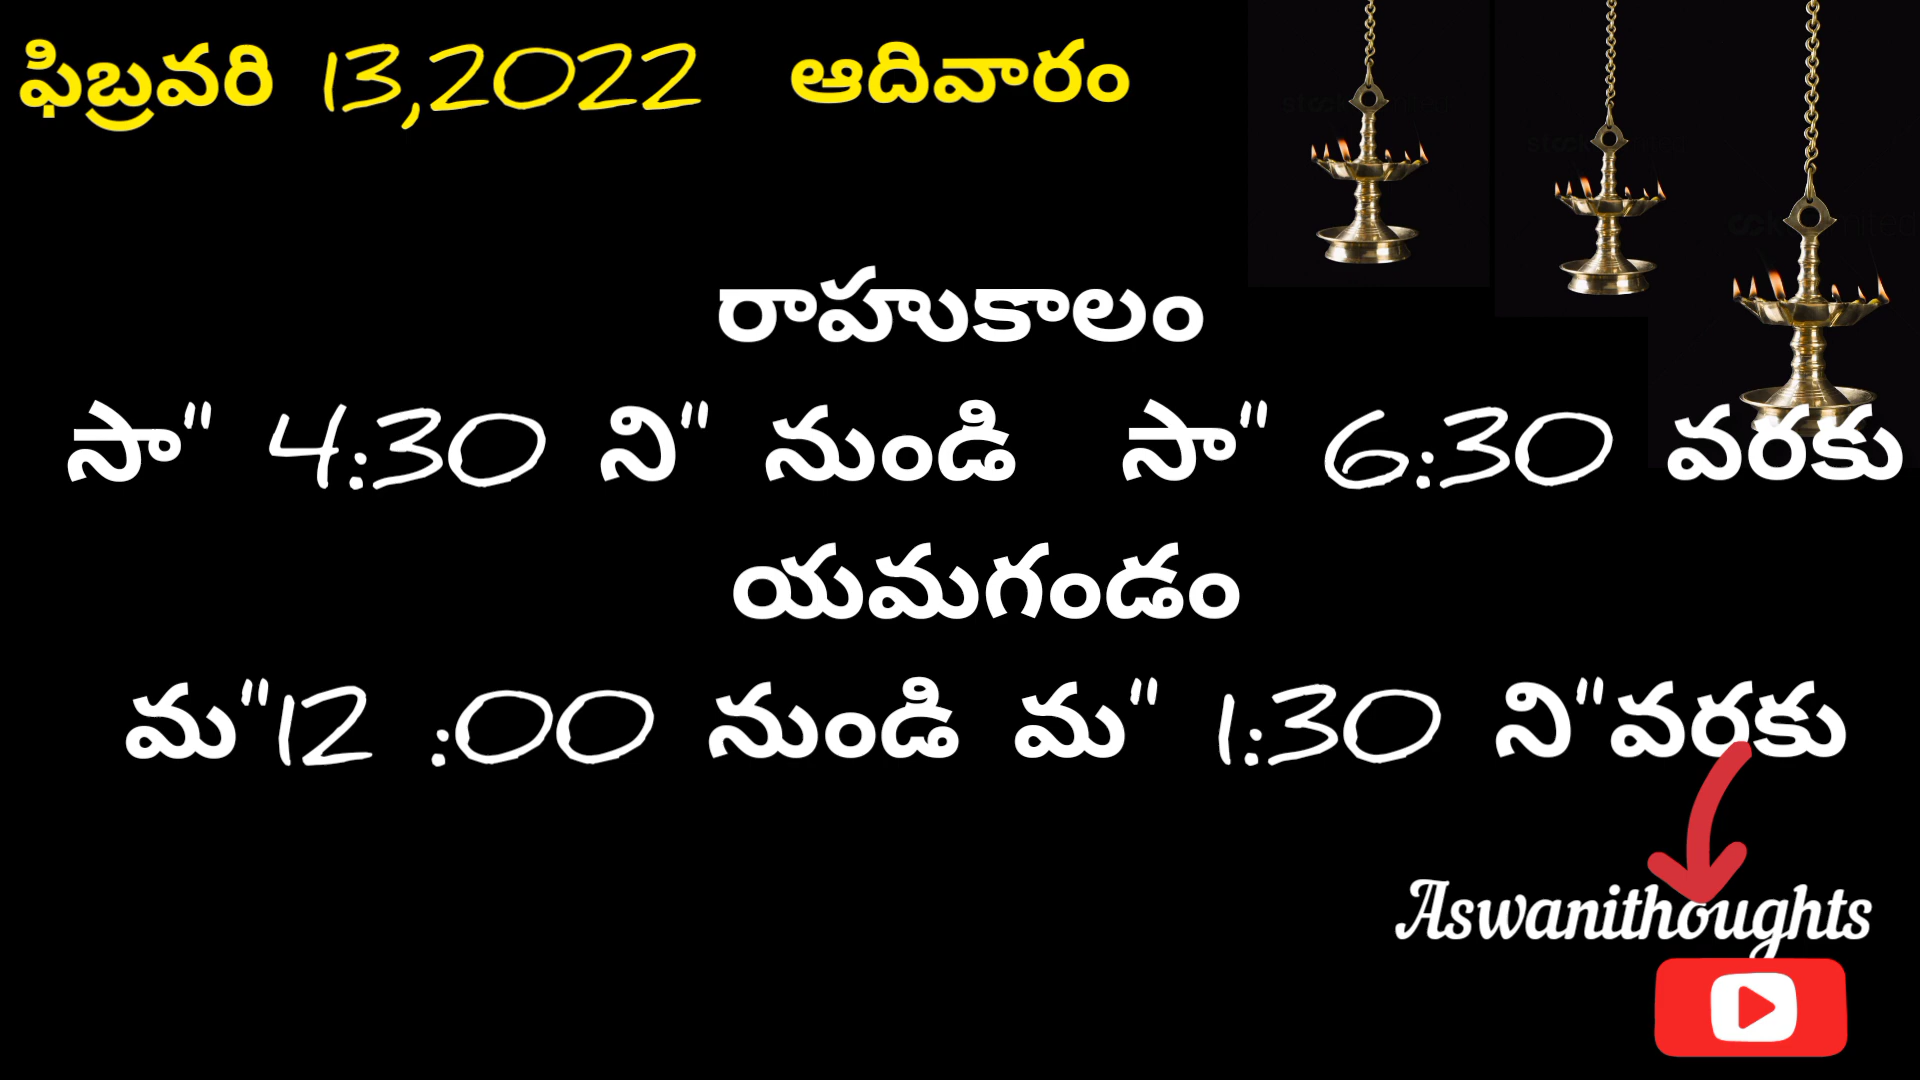 ఫిబ్రవరి 13,2022 ఆదివారం
రాహుకాలం
సా" 4:30 ని" నుండి సా" 6:30 వరకు
యమగండం
మ"12 :00 నుండి మ" 1:30 ని"వరకు
Aswanithoughts